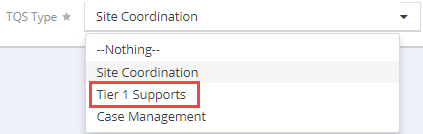 TQS Type ★ Site Coordination
--Nothing--
Site Coordination
Tier 1 Supports
Case Management